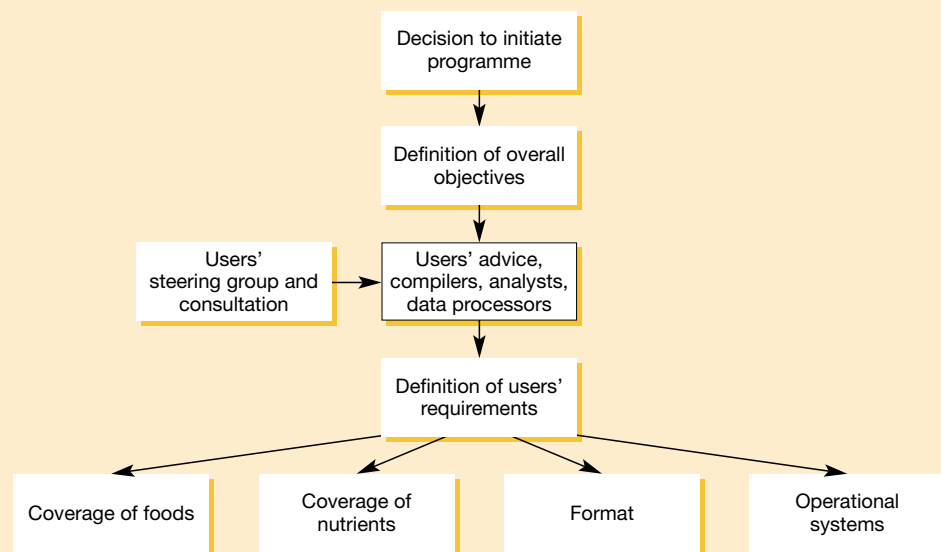 Decision to initiate
programme
Definition of overall
objectives
Users'
steering group and
consultation
Users' advice,
compilers, analysts,
data processors
Definition of users'
requirements
Coverage of foods
Coverage of
nutrients
Format
Operational
systems